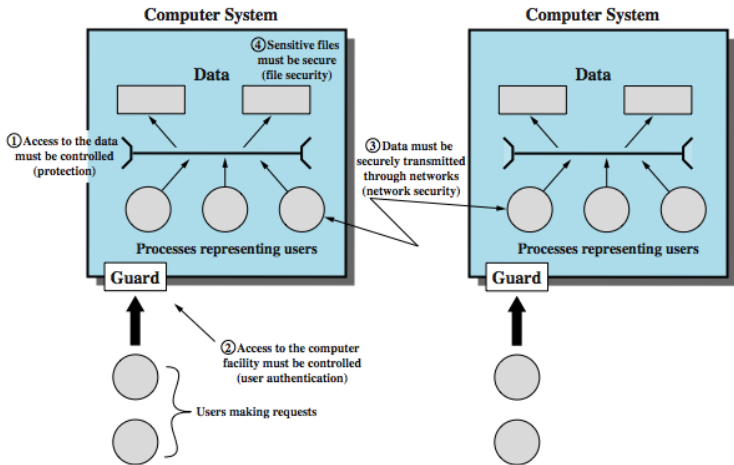 Computer System
④Sensitive files
must be secure
(file security)
Data
①Access to the data
must be controlled
(protection)
Processes representing users
Guard
②Access to the computer
facility must be controlled
(user authentication)
Users making requests
③Data must be
securely transmitted
through networks
(network security)
Computer System
Data
Processes representing users
Guard